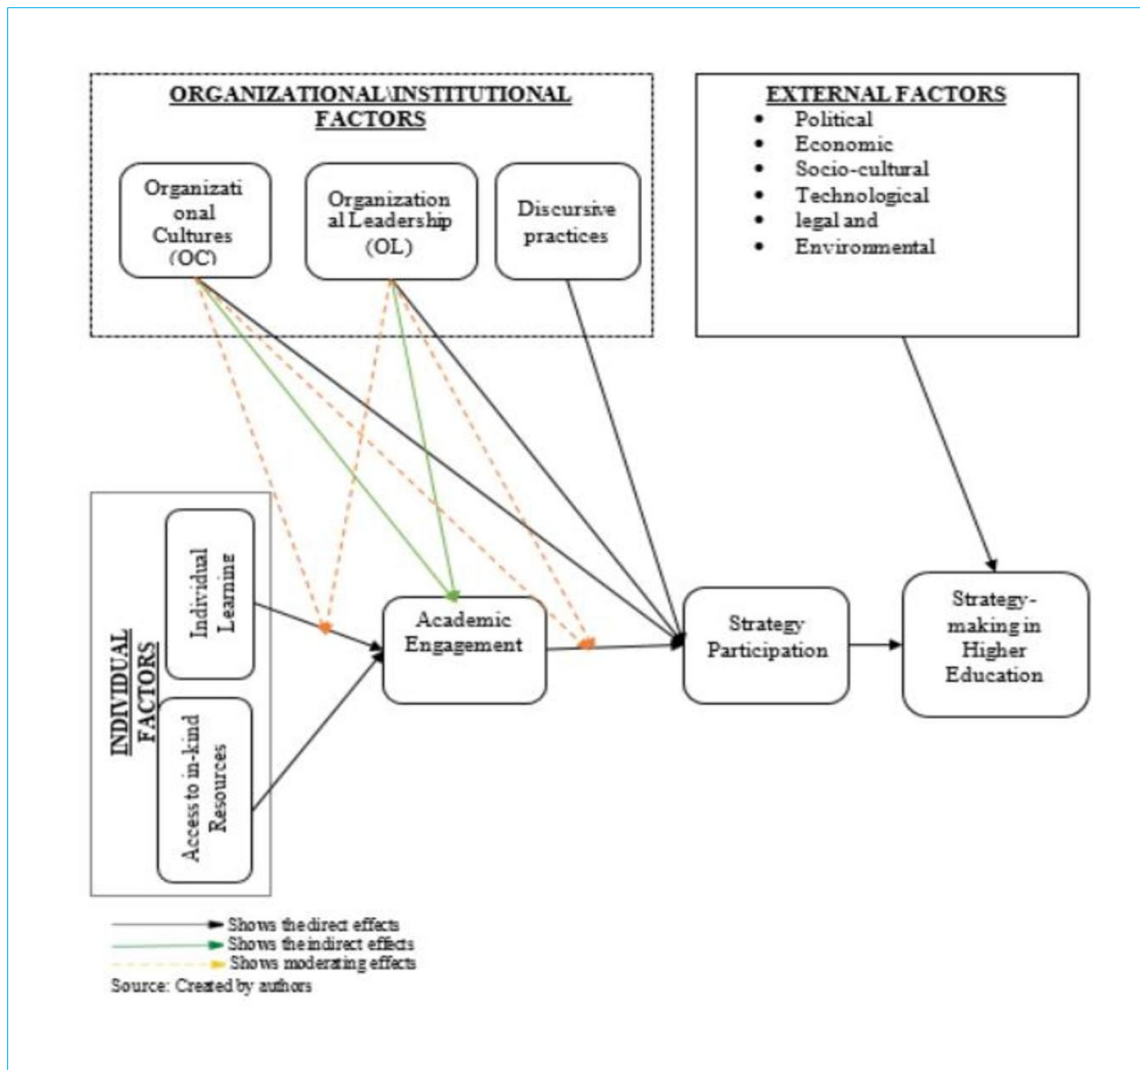 ORGANIZATIONAL\INSTITUTIONAL
FACTORS
Organizati
onal
Cultures
(OC)
Organization
al Leadership
(OL)
Discursive
practices
EXTERNAL FACTORS
• Political
• Economic
• Socio-cultural
• Technological
• legal and
• Environmental
INDIVIDUAL
FACTORS
Individual
Learning
Access to in-kind
Resources
Academic
Engagement
Strategy
Participation
Strategy-
making in
Higher
Education
Shows the direct effects
Shows the indirect effects
Shows moderating effects
Source: Created by authors